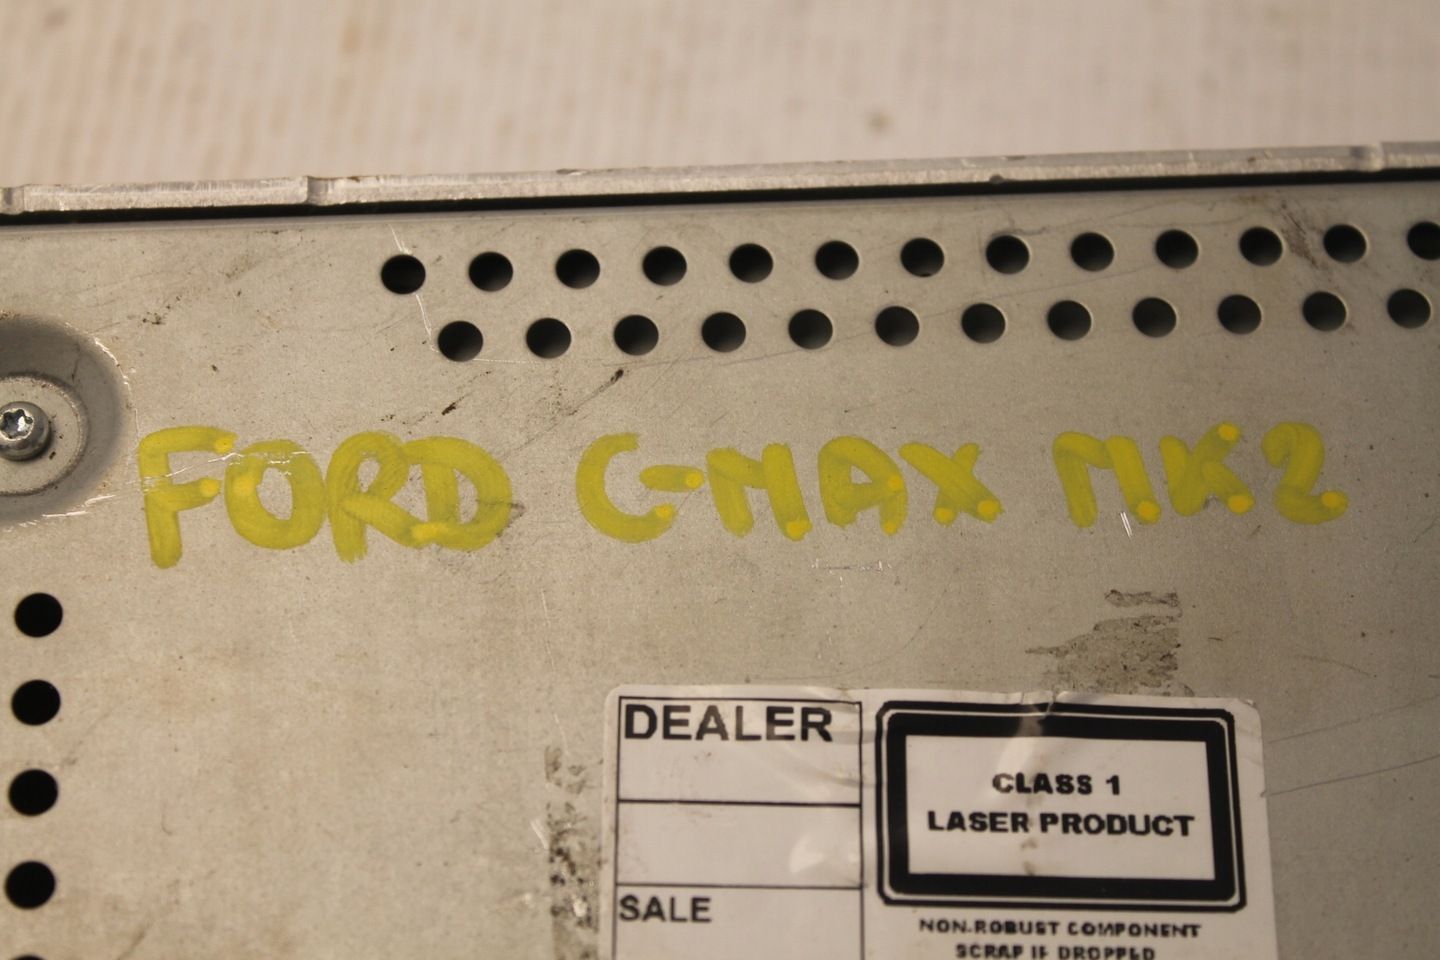 FORD C-MAX MK2
DEALER
CLASS 1
LASER PRODUCT
SALE
NON-ROBUST COMPONENT
SCRAP IF DROPPED